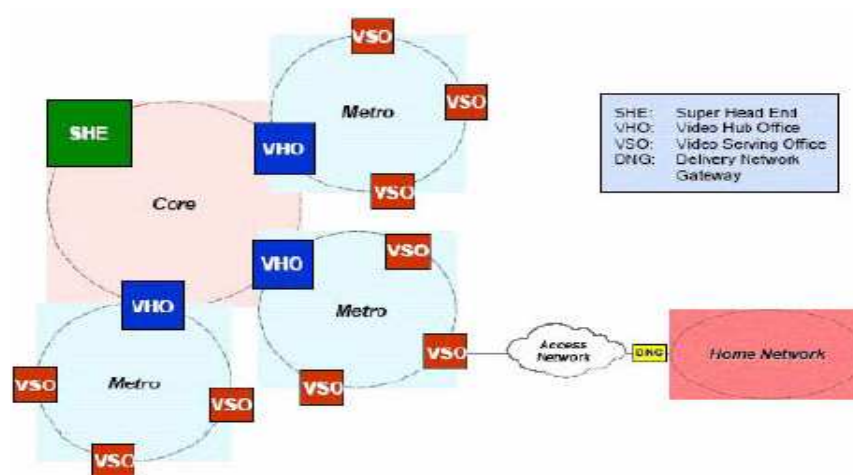 VSO
Metro
VSO
SHE
VHO
VSO
Core
SHE: Super Head End
VHO: Video Hub Office
VSO: Video Serving Office
DNG: Delivery Network
Gateway
VHO
VSO
Metro
VSO
VSO
Access
Network
DNG
Home Network
VHO
VSO
Metro
VSO
VSO